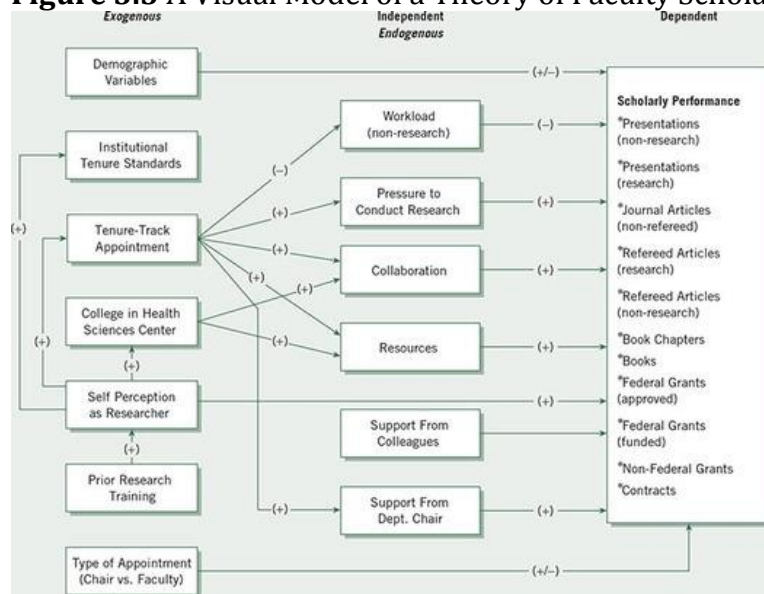 Figure 3.3 A Visual Model of a Theory of Faculty Schola
Exogenous
Independent
Endogenous
Dependent
Demographic
Variables
(+/−)
Institutional
Tenure Standards
(+)
Tenure-Track
Appointment
(−)
(+)
(+)
(+)
(+)
College in Health
Sciences Center
(+)
(+)
(+)
(+)
Self Perception
as Researcher
(+)
(+)
Prior Research
Training
Type of Appointment
(Chair vs. Faculty)
(+/−)
Workload
(non-research)
(−)
Pressure to
Conduct Research
(+)
Collaboration
(+)
Resources
(+)
Support From
Colleagues
Support From
Dept. Chair
(+)
Scholarly Performance
*Presentations
(non-research)
*Presentations
(research)
*Journal Articles
(non-refereed)
*Refereed Articles
(research)
*Refereed Articles
(non-research)
*Book Chapters
*Books
*Federal Grants
(approved)
*Federal Grants
(funded)
*Non-Federal Grants
*Contracts